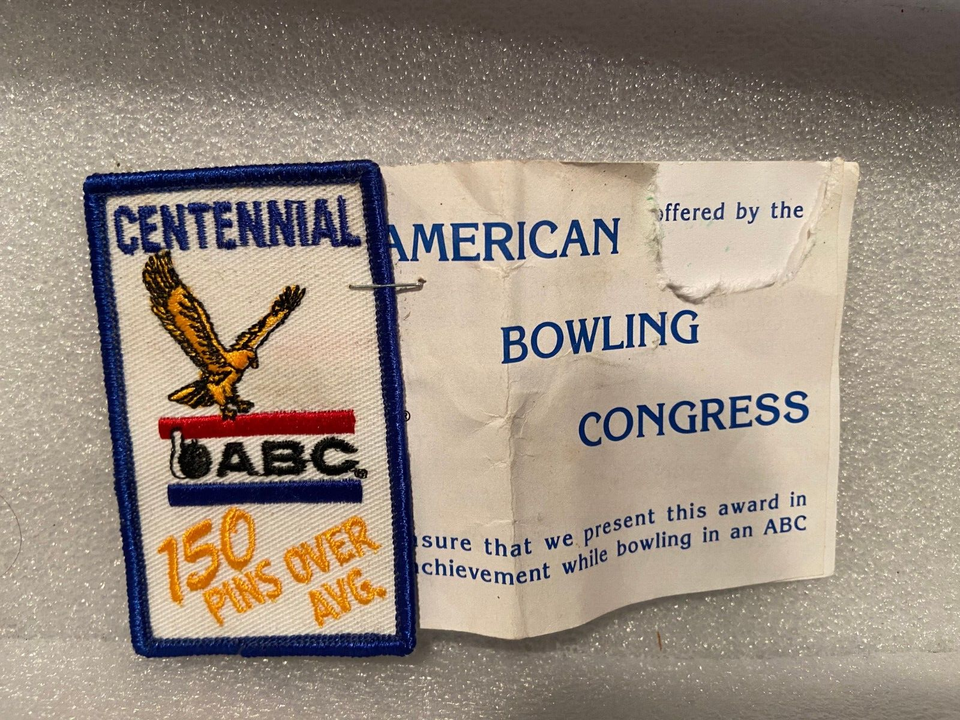 CENTENNIAL
ABC
150
PINS OVER
AVG.
offered by the
AMERICAN
BOWLING
CONGRESS
sure that we present this award in
chievement while bowling in an ABC